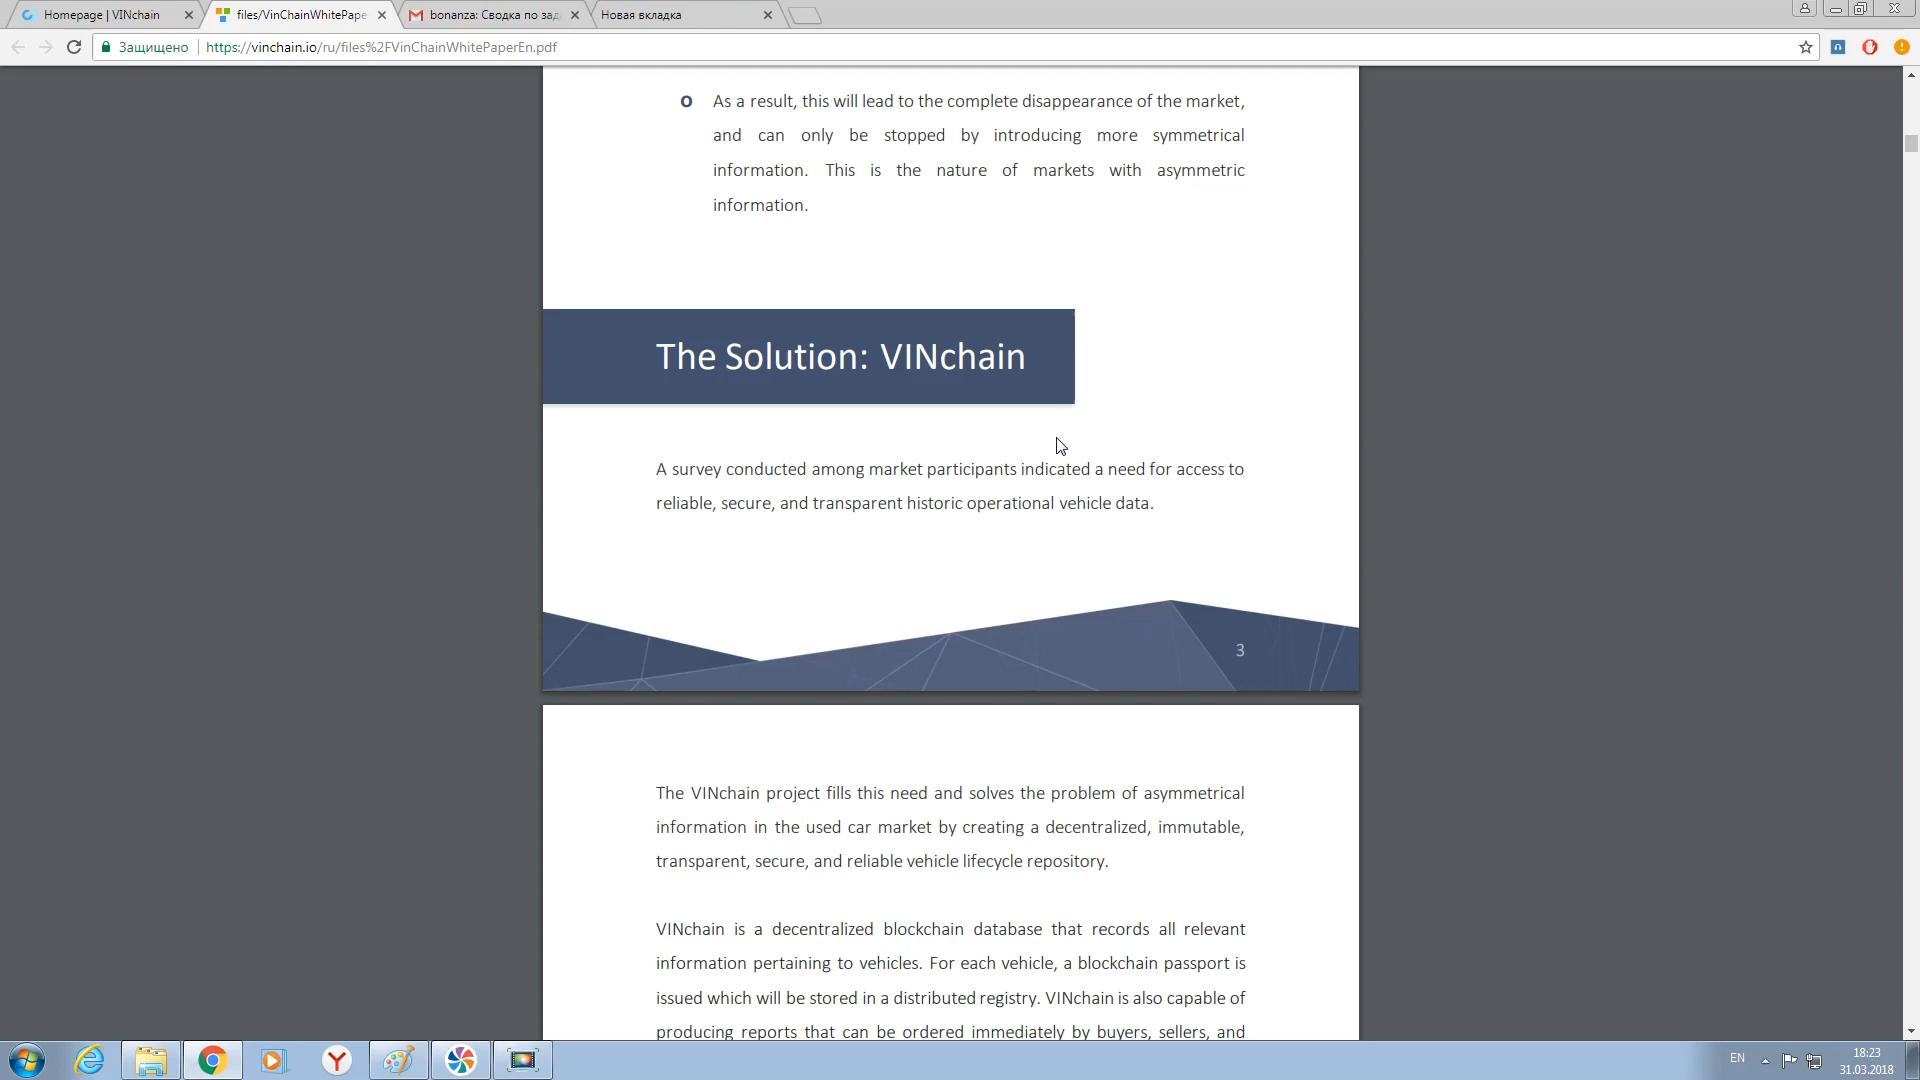 Homepage | VINchain
files/VinChainWhitePape
bonanza: Сводка по зад
Новая вкладка
Защищено
https://vinchain.io/ru/files%2FVinChainWhitePaperEn.pdf
o As a result, this will lead to the complete disappearance of the market,
and can only be stopped by introducing more symmetrical
information. This is the nature of markets with asymmetric
information.
The Solution: VINchain
A survey conducted among market participants indicated a need for access to
reliable, secure, and transparent historic operational vehicle data.
3
The VINchain project fills this need and solves the problem of asymmetrical
information in the used car market by creating a decentralized, immutable,
transparent, secure, and reliable vehicle lifecycle repository.
VINchain is a decentralized blockchain database that records all relevant
information pertaining to vehicles. For each vehicle, a blockchain passport is
issued which will be stored in a distributed registry. VINchain is also capable of
producing reports that can be ordered immediately by buyers, sellers, and
EN
18:23
31.03.2018